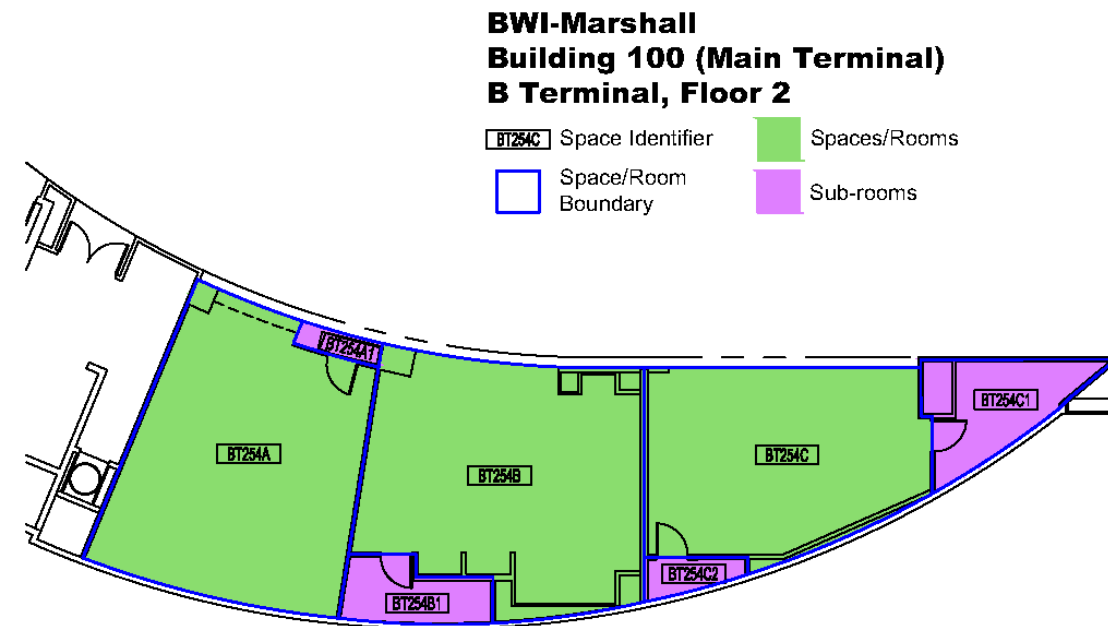 BWI-Marshall
Building 100 (Main Terminal)
B Terminal, Floor 2
BT254C Space Identifier
Spaces/Rooms
Space/Room
Boundary
Sub-rooms
BT254A1
BT254C1
BT254A
BT254B
BT254C
BT254C2
BT254B1